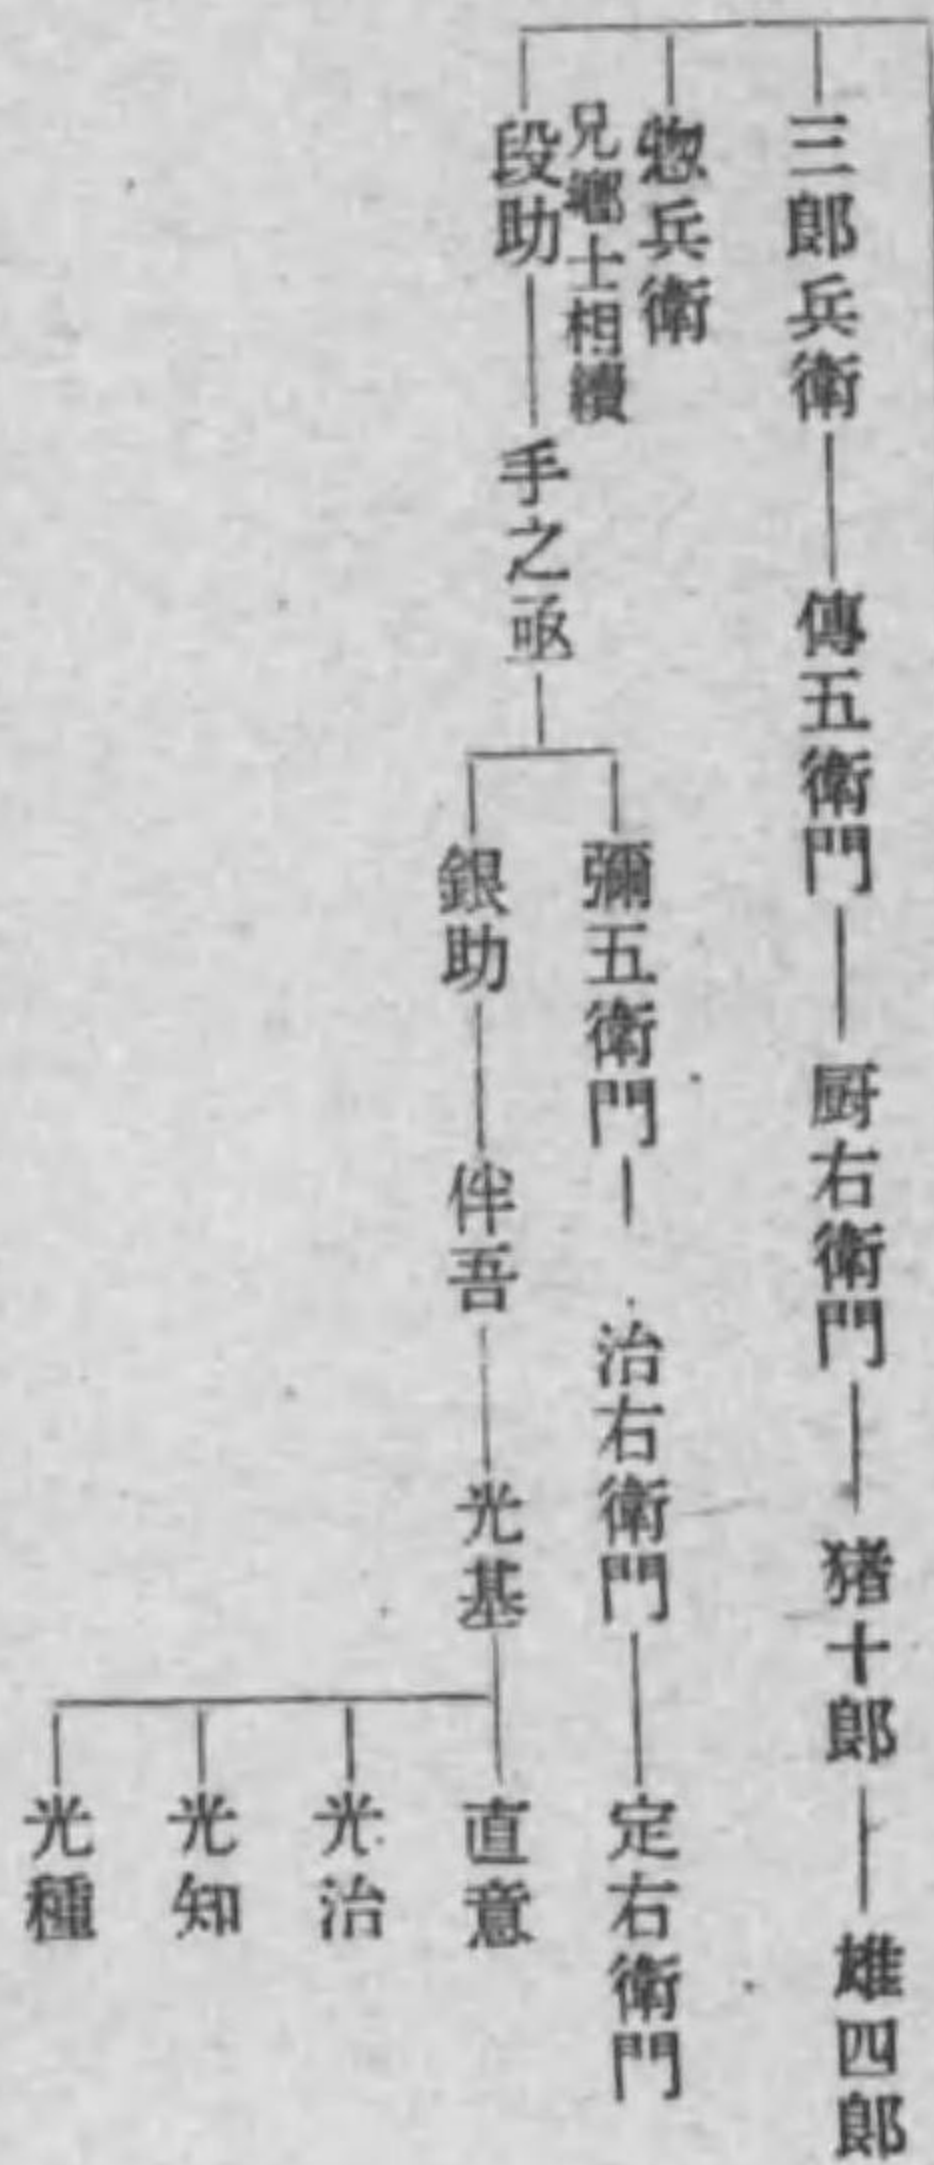 三郎兵衛 傳五衛門 厨右衛門 猪十郎 雄四郎
惣兵衛
兄鄉士相續
段助 手之亟
彌五衛門 治右衛門 定右衛門
銀助 伴吾 光基 直意
光治
光知
光種